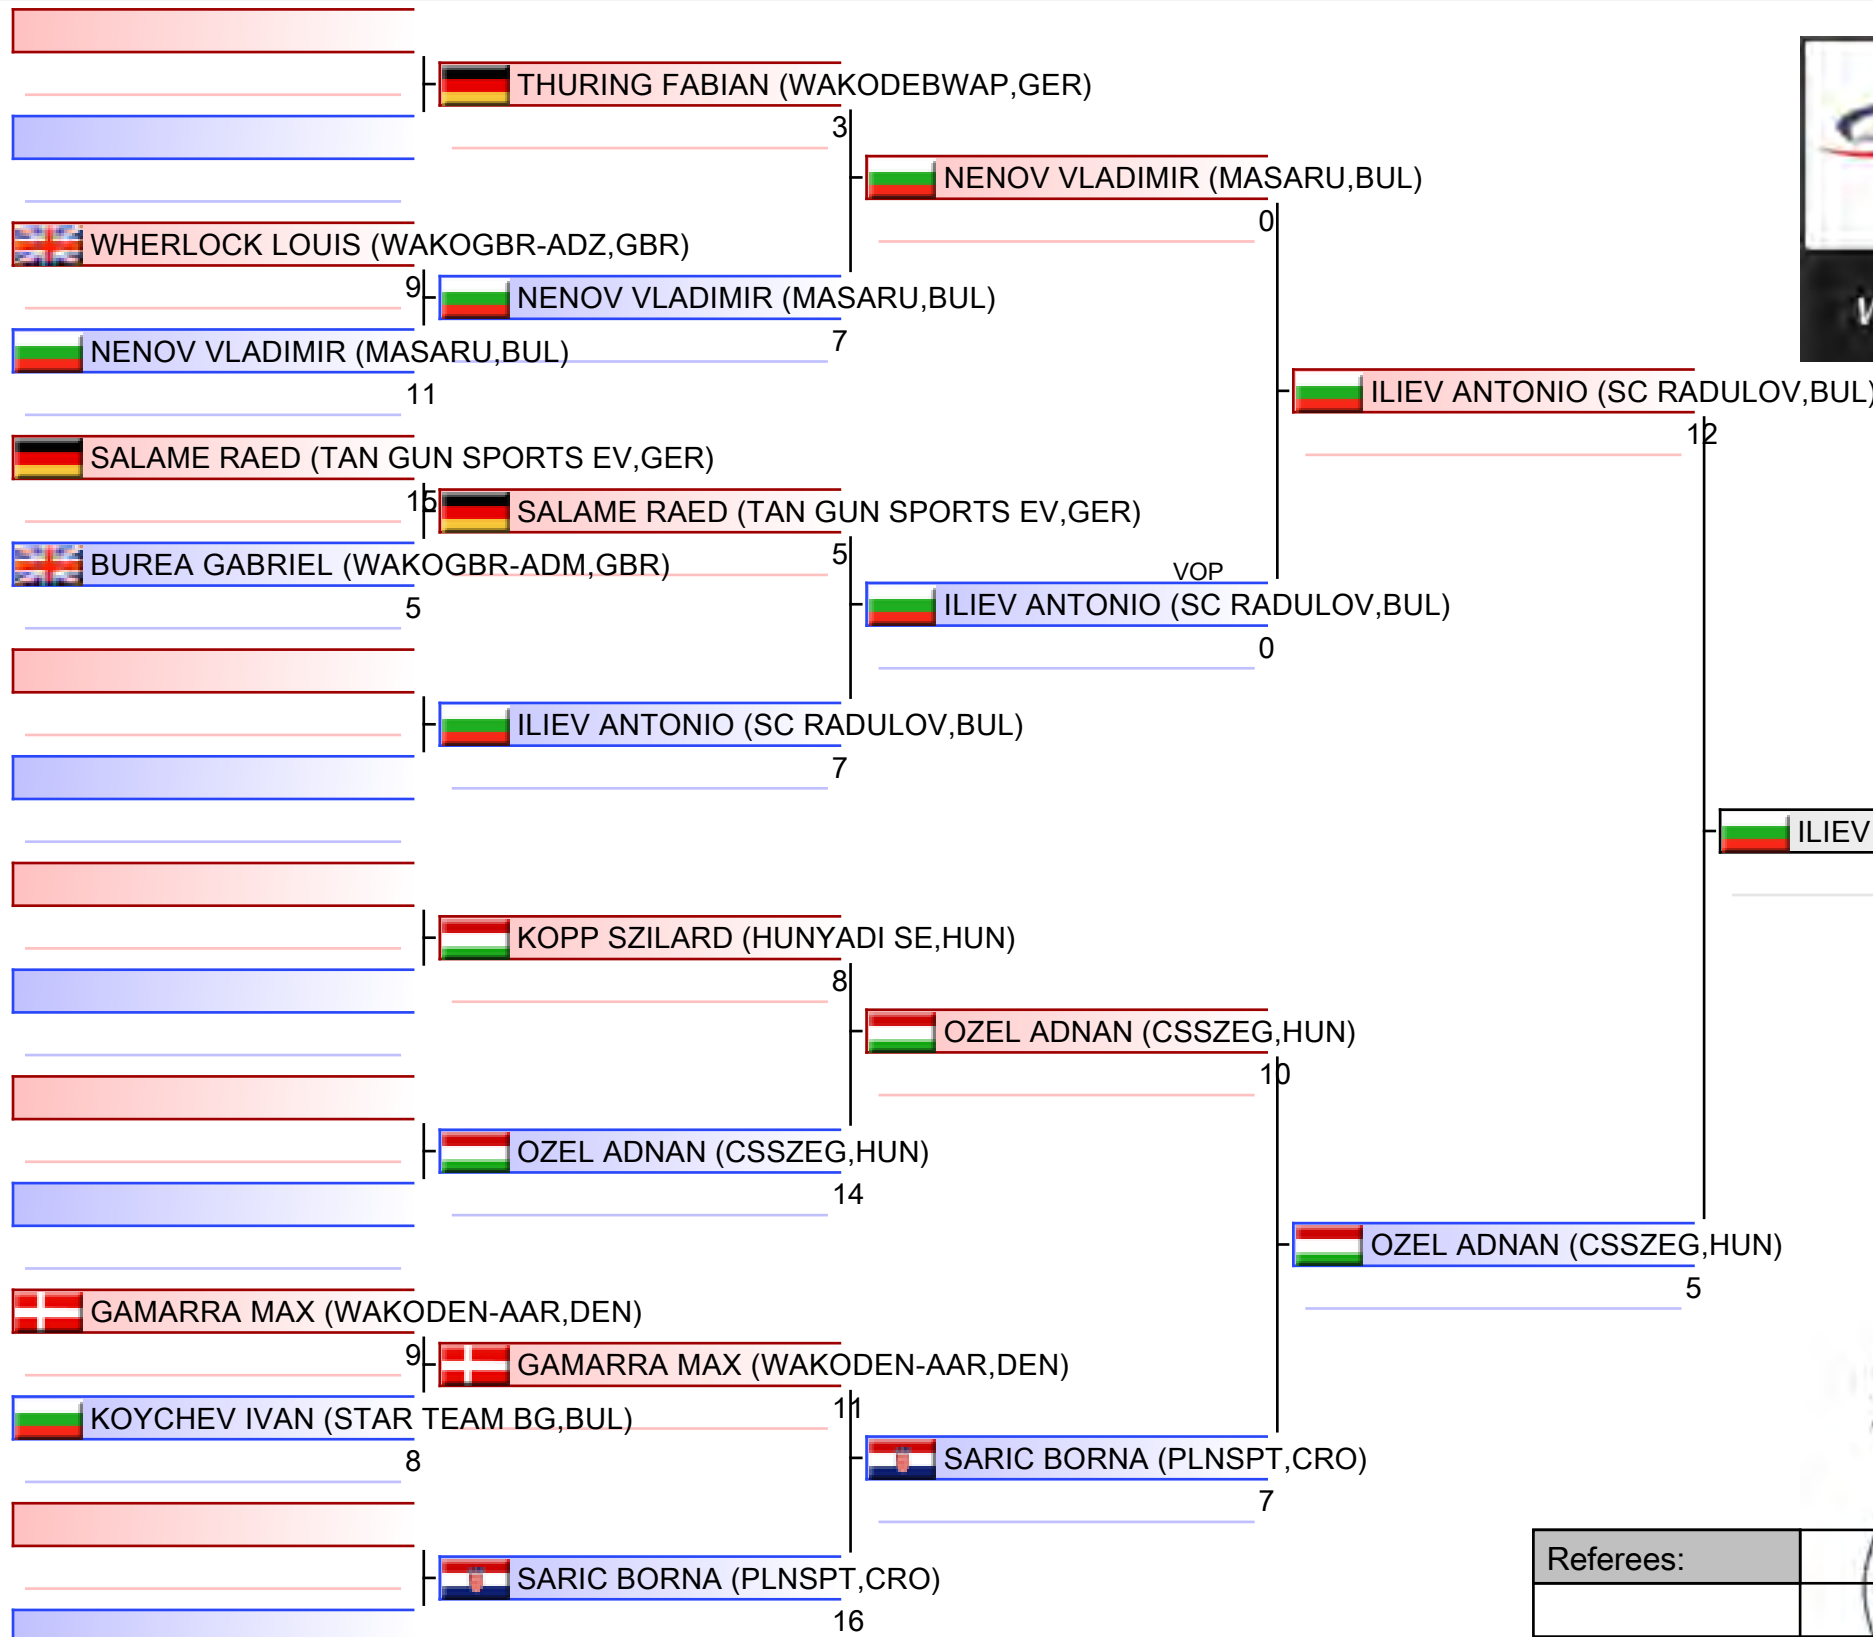 THURING FABIAN (WAKODEBWAP,GER)
3
NENOV VLADIMIR (MASARU,BUL)
0
WHERLOCK LOUIS (WAKOGBR-ADZ,GBR)
9
NENOV VLADIMIR (MASARU,BUL)
7
NENOV VLADIMIR (MASARU,BUL)
11
ILIEV ANTONIO (SC RADULOV,BUL)
12
SALAME RAED (TAN GUN SPORTS EV,GER)
15
SALAME RAED (TAN GUN SPORTS EV,GER)
5
BUREA GABRIEL (WAKOGBR-ADM,GBR)
5
VOP
ILIEV ANTONIO (SC RADULOV,BUL)
0
ILIEV ANTONIO (SC RADULOV,BUL)
7
ILIEV
KOPP SZILARD (HUNYADI SE,HUN)
8
OZEL ADNAN (CSSZEG,HUN)
10
OZEL ADNAN (CSSZEG,HUN)
14
OZEL ADNAN (CSSZEG,HUN)
5
GAMARRA MAX (WAKODEN-AAR,DEN)
9
GAMARRA MAX (WAKODEN-AAR,DEN)
11
KOYCHEV IVAN (STAR TEAM BG,BUL)
8
SARIC BORNA (PLNSPT,CRO)
7
SARIC BORNA (PLNSPT,CRO)
16
Referees: